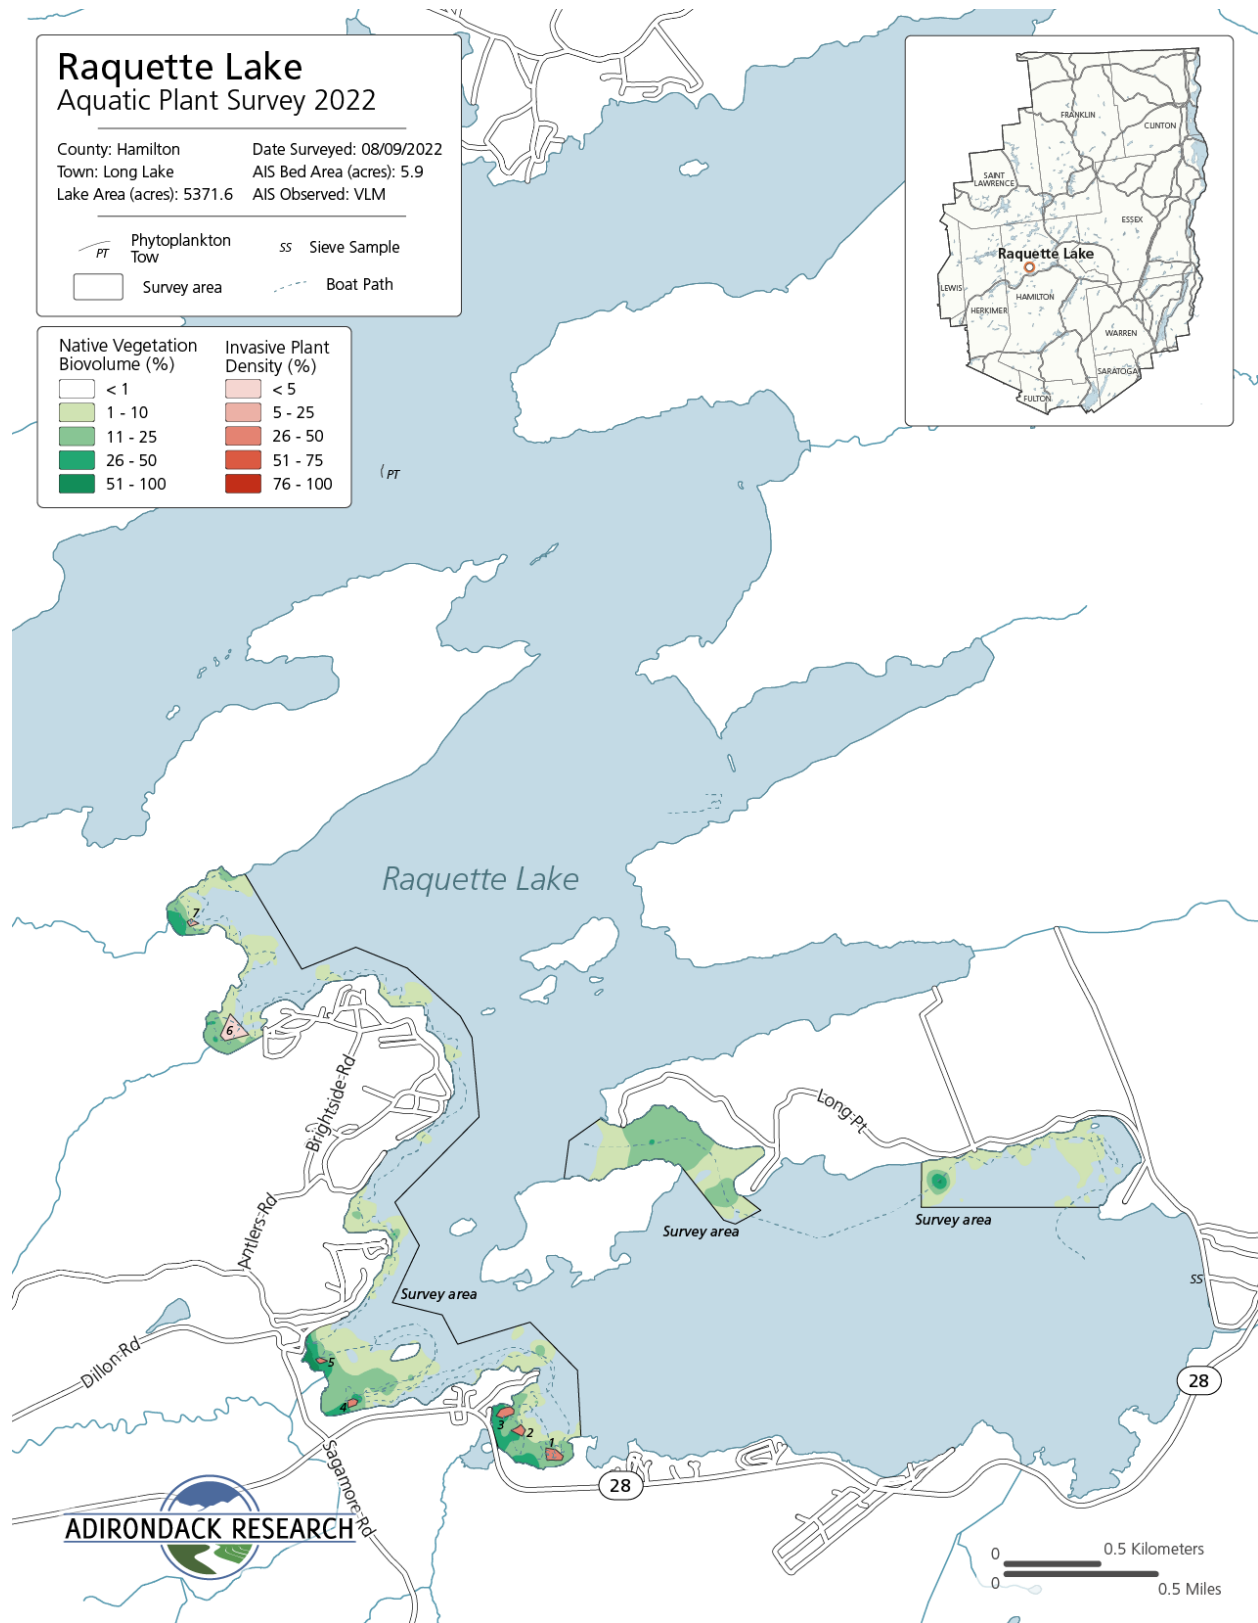 Raquette Lake
Aquatic Plant Survey 2022
County: Hamilton
Town: Long Lake
Lake Area (acres): 5371.6
Date Surveyed: 08/09/2022
AIS Bed Area (acres): 5.9
AIS Observed: VLM
PT
Phytoplankton
Tow
SS
Sieve Sample
Survey area
Boat Path
Native Vegetation
Biovolume (%)
< 1
1 - 10
11 - 25
26 - 50
51 - 100
Invasive Plant
Density (%)
< 5
5 - 25
26 - 50
51 - 75
76 - 100
FRANKLIN
CLINTON
SAINT
LAWRENCE
ESSEX
Raquette Lake
LEWIS
HAMILTON
HERKIMER
WARREN
SARATOGA
FULTON
PT
Raquette Lake
7
6
Brightside-Rd
Long-Pt
Antlers-Rd
Survey area
Survey area
Survey area
SS
Dillon-Rd
5
4
3
2
1
28
28
Sagamore-Rd
ADIRONDACK RESEARCH
0
0.5 Kilometers
0
0.5 Miles